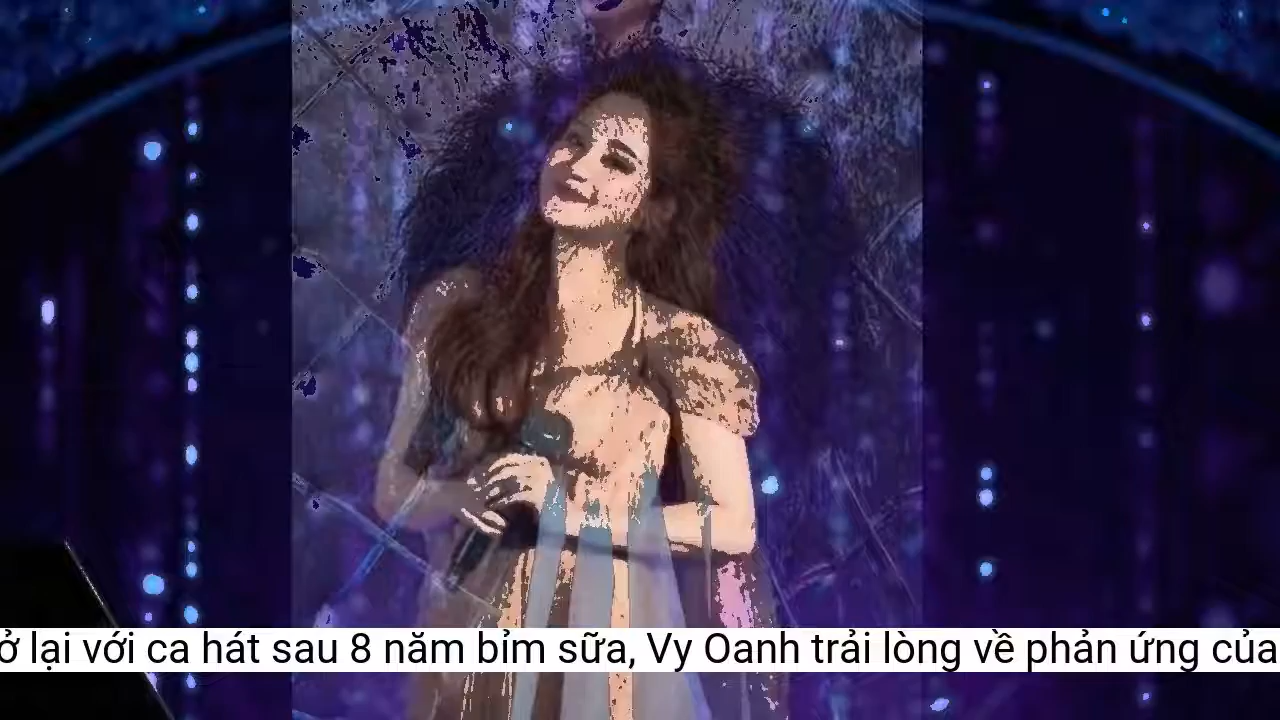 ở lại với ca hát sau 8 năm bỉm sữa, Vy Oanh trải lòng về phản ứng của